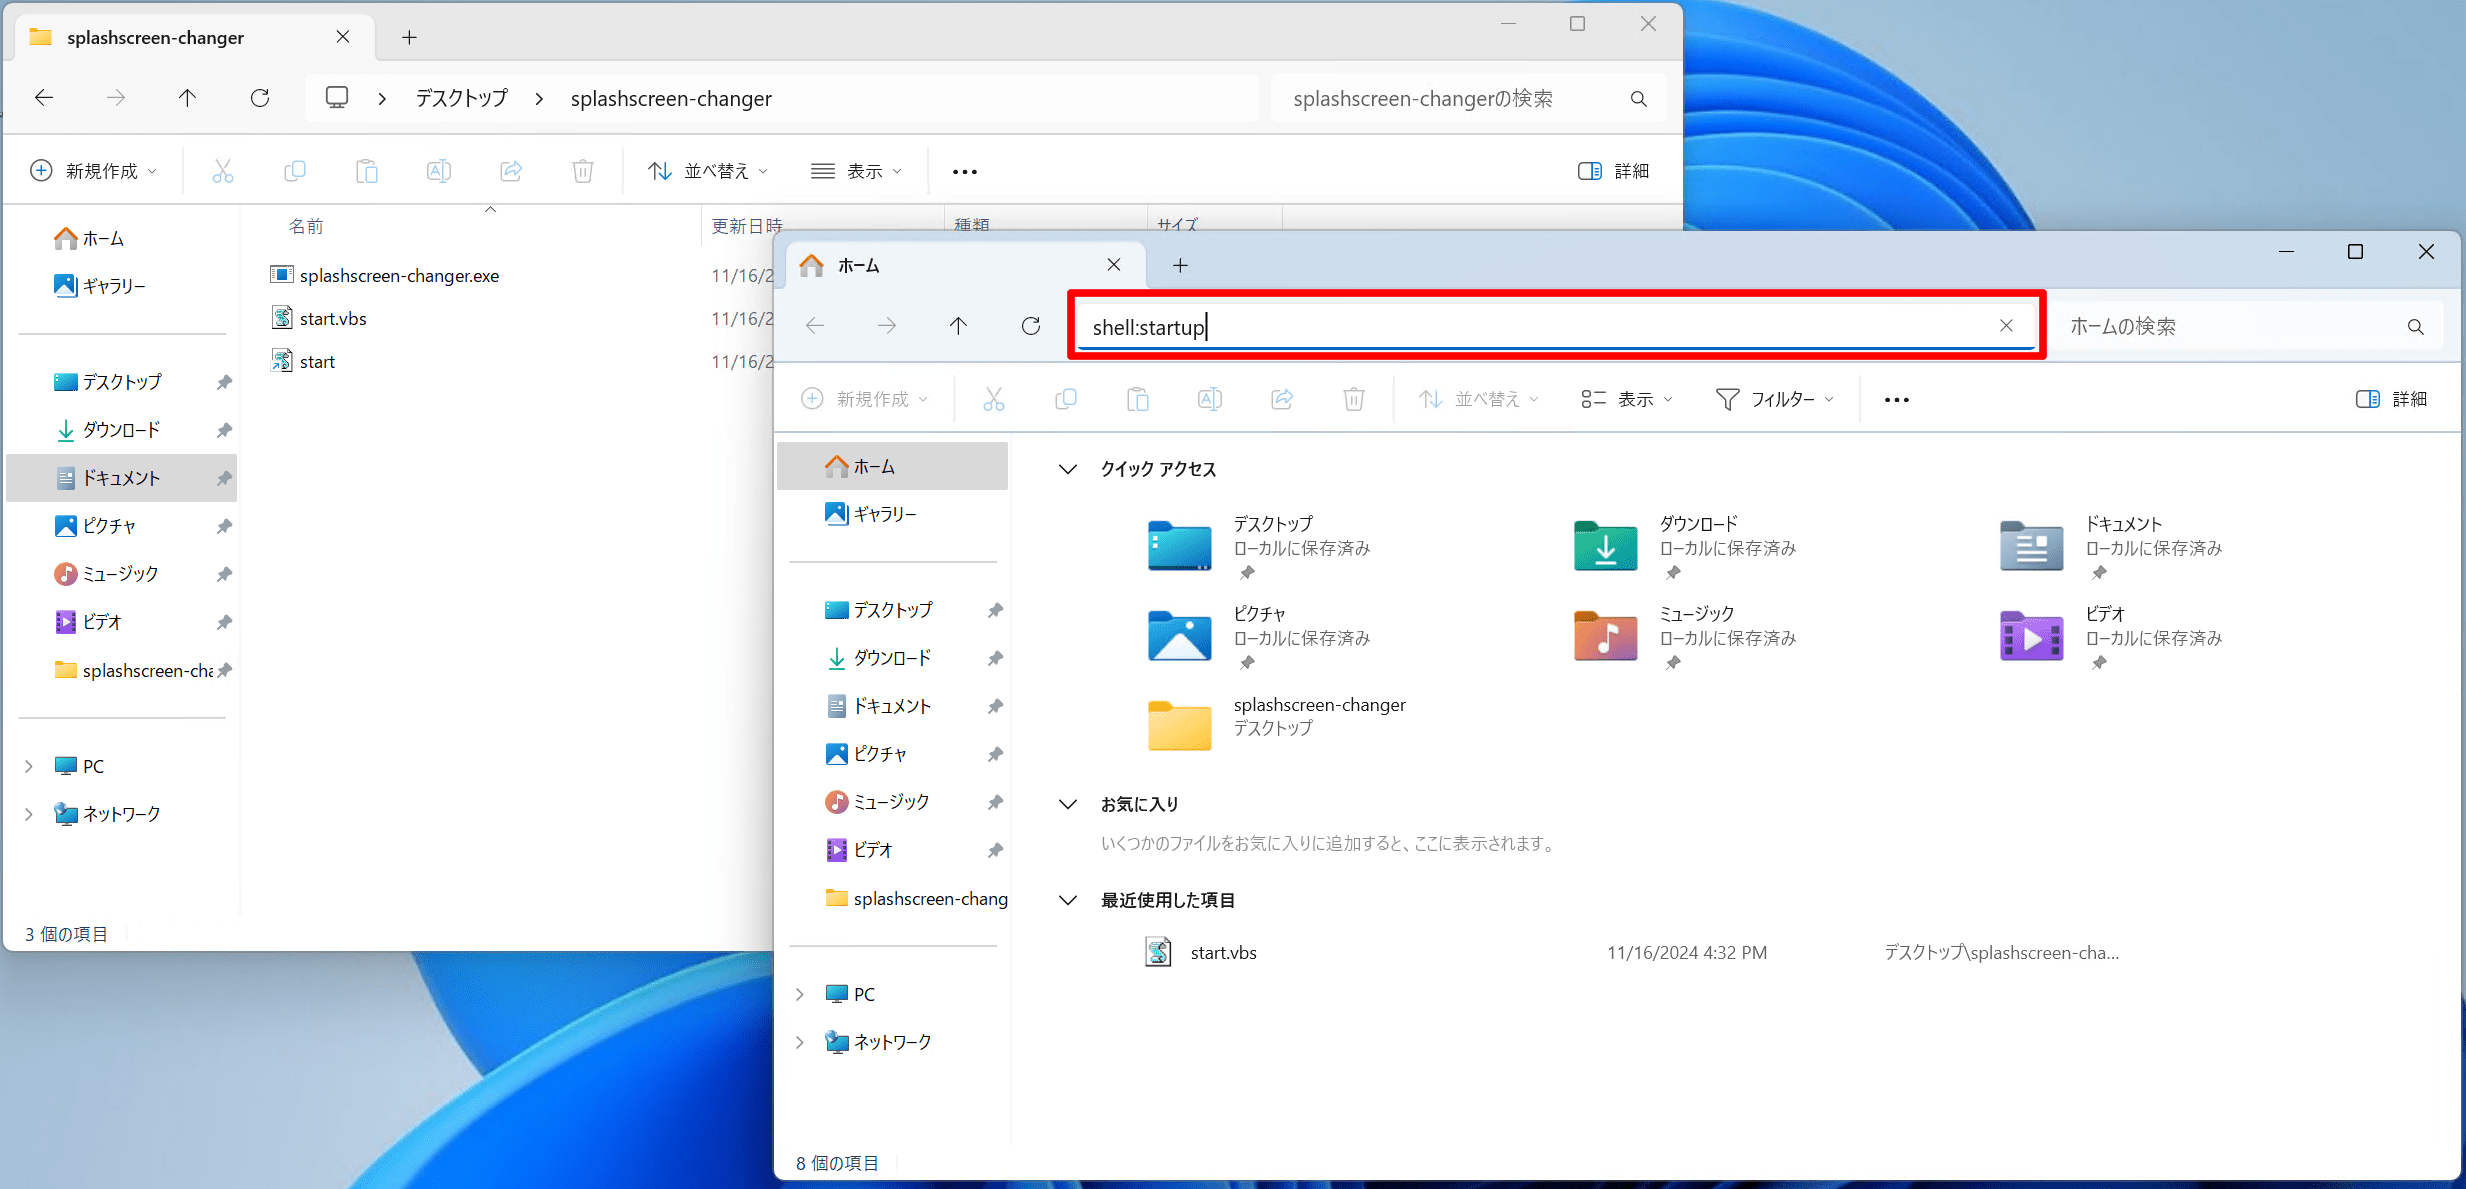 splashscreen-changer
デスクトップ
splashscreen-changer
splashscreen-changerの検索
新規作成
並べ替え
表示
詳細
ホーム
ギャラリー
デスクトップ
ダウンロード
ドキュメント
ピクチャ
ミュージック
ビデオ
splashscreen-cha
PC
ネットワーク
名前
更新日時
種類
サイズ
splashscreen-changer.exe
11/16/2
start.vbs
11/16/2
start
11/16/2
3 個の項目
ホーム
shell:startup
ホームの検索
新規作成
並べ替え
表示
フィルター
詳細
ホーム
ギャラリー
デスクトップ
ダウンロード
ドキュメント
ピクチャ
ミュージック
ビデオ
splashscreen-chang
PC
ネットワーク
クイック アクセス
デスクトップ
ローカルに保存済み
ダウンロード
ローカルに保存済み
ドキュメント
ローカルに保存済み
ピクチャ
ローカルに保存済み
ミュージック
ローカルに保存済み
ビデオ
ローカルに保存済み
splashscreen-changer
デスクトップ
お気に入り
いくつかのファイルをお気に入りに追加すると、ここに表示されます。
最近使用した項目
start.vbs
11/16/2024 4:32 PM
デスクトップ\splashscreen-cha...
8 個の項目